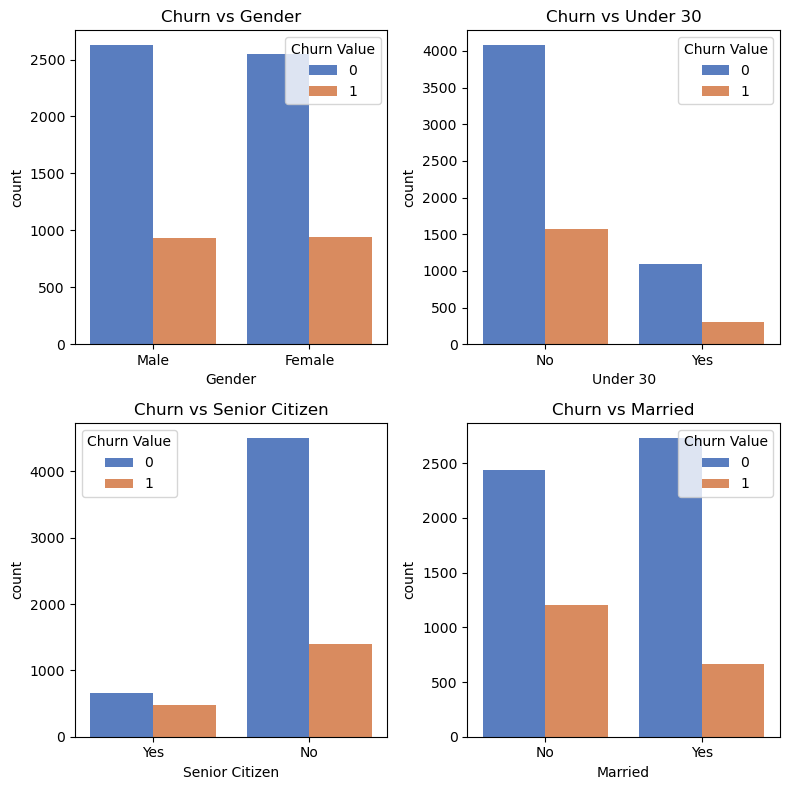 Churn vs Gender
Churn Value
0
1
2500
2000
1500
1000
500
0
count
Male
Female
Gender
Churn vs Under 30
Churn Value
0
1
4000
3500
3000
2500
2000
1500
1000
500
0
count
No
Yes
Under 30
Churn vs Senior Citizen
Churn Value
0
1
4000
3000
2000
1000
0
count
Yes
No
Senior Citizen
Churn vs Married
Churn Value
0
1
2500
2000
1500
1000
500
0
count
No
Yes
Married